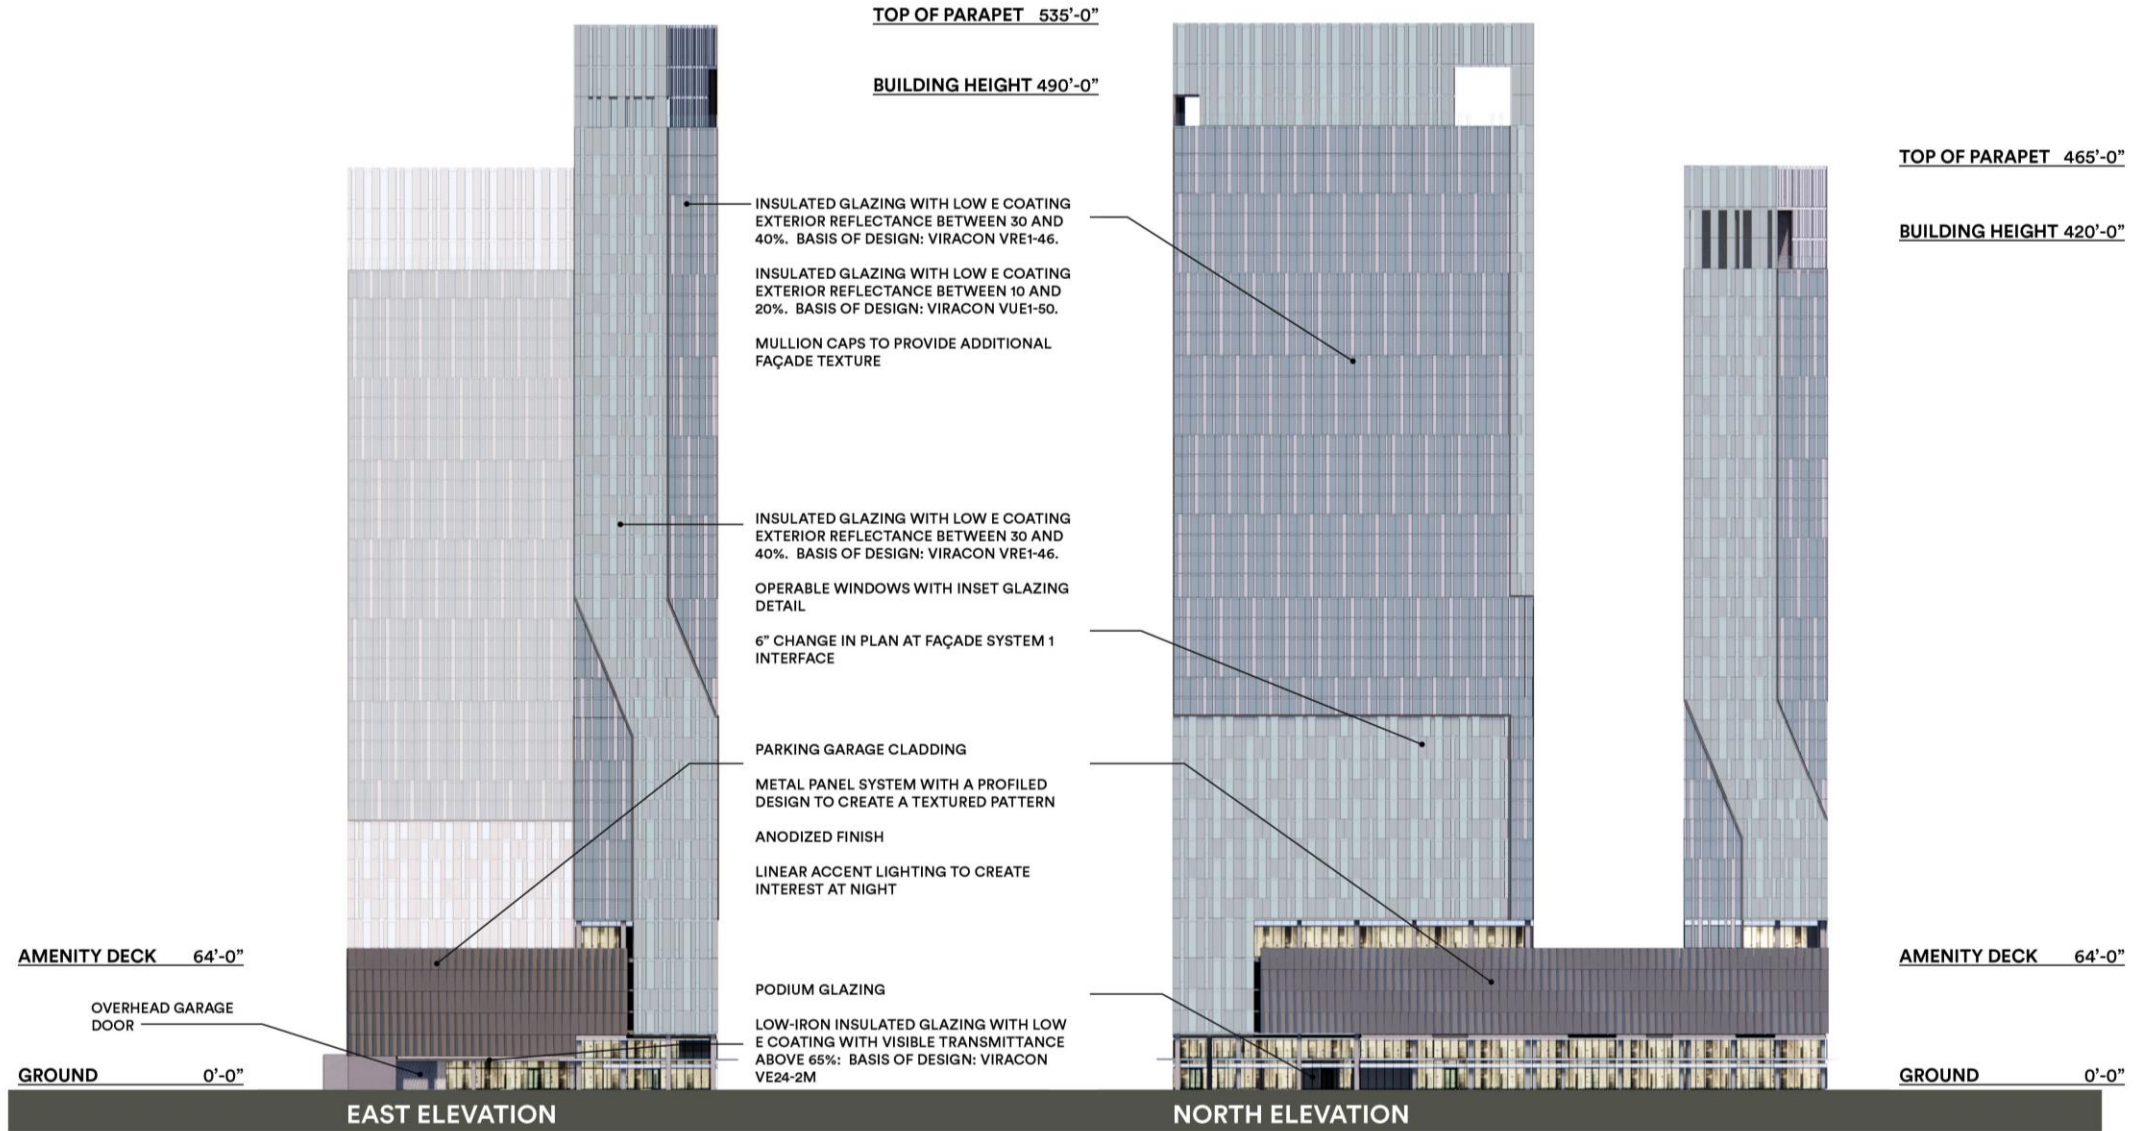 TOP OF PARAPET 535’-0”
BUILDING HEIGHT 490’-0”
TOP OF PARAPET 465’-0”
BUILDING HEIGHT 420’-0”
INSULATED GLAZING WITH LOW E COATING
EXTERIOR REFLECTANCE BETWEEN 30 AND
40%. BASIS OF DESIGN: VIRACON VRE1-46.
INSULATED GLAZING WITH LOW E COATING
EXTERIOR REFLECTANCE BETWEEN 10 AND
20%. BASIS OF DESIGN: VIRACON VUE1-50.
MULLION CAPS TO PROVIDE ADDITIONAL
FAÇADE TEXTURE
INSULATED GLAZING WITH LOW E COATING
EXTERIOR REFLECTANCE BETWEEN 30 AND
40%. BASIS OF DESIGN: VIRACON VRE1-46.
OPERABLE WINDOWS WITH INSET GLAZING
DETAIL
6” CHANGE IN PLAN AT FAÇADE SYSTEM 1
INTERFACE
PARKING GARAGE CLADDING
METAL PANEL SYSTEM WITH A PROFILED
DESIGN TO CREATE A TEXTURED PATTERN
ANODIZED FINISH
LINEAR ACCENT LIGHTING TO CREATE
INTEREST AT NIGHT
AMENITY DECK 64’-0”
AMENITY DECK 64’-0”
OVERHEAD GARAGE
DOOR
PODIUM GLAZING
LOW-IRON INSULATED GLAZING WITH LOW
E COATING WITH VISIBLE TRANSMITTANCE
ABOVE 65%: BASIS OF DESIGN: VIRACON
VE24-2M
GROUND 0’-0”
GROUND 0’-0”
EAST ELEVATION
NORTH ELEVATION